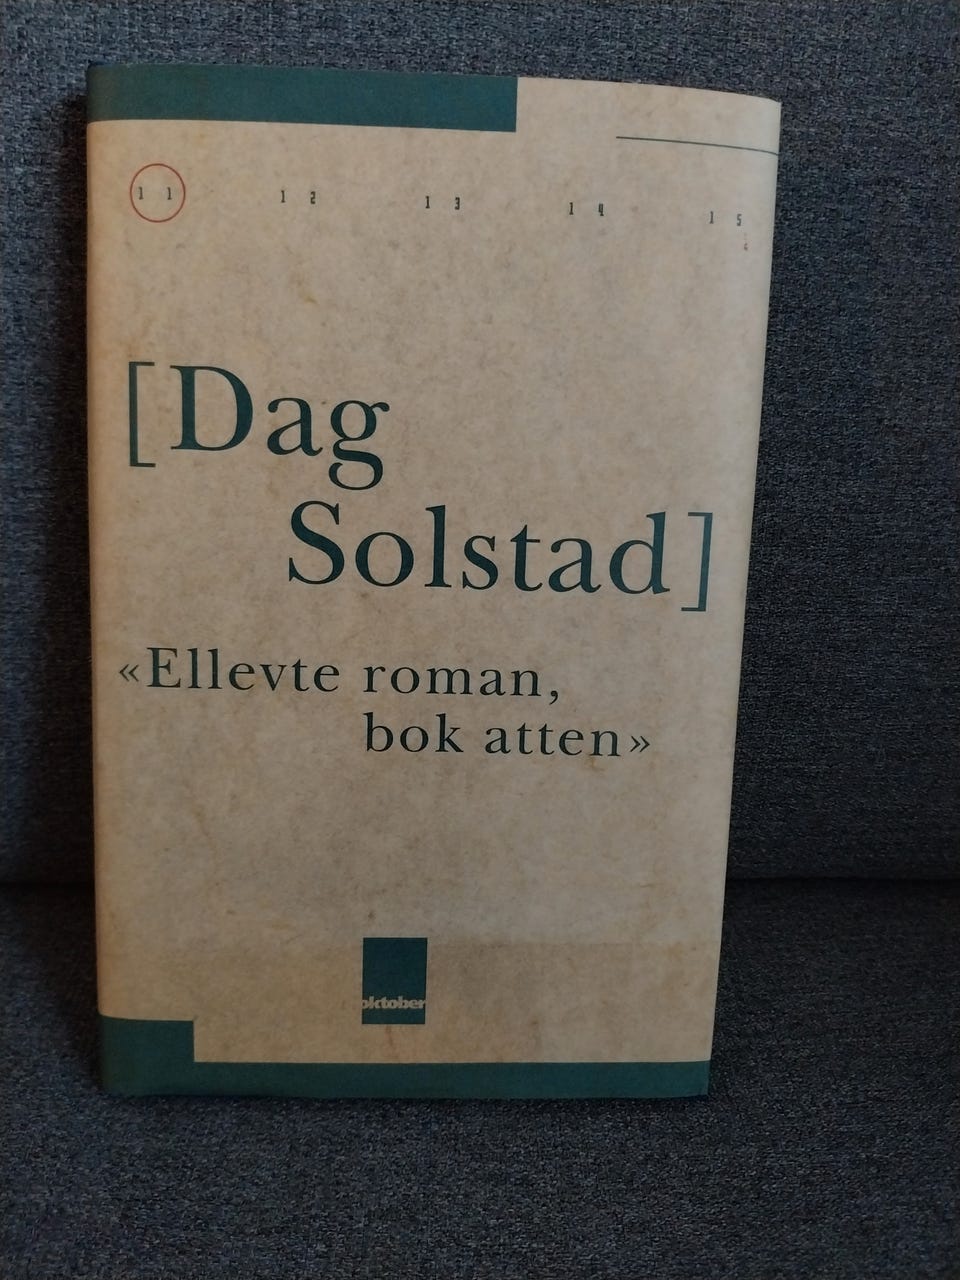 11 12 13 14 15
[Dag
Solstad]
«Ellevte roman,
bok atten»
oktober